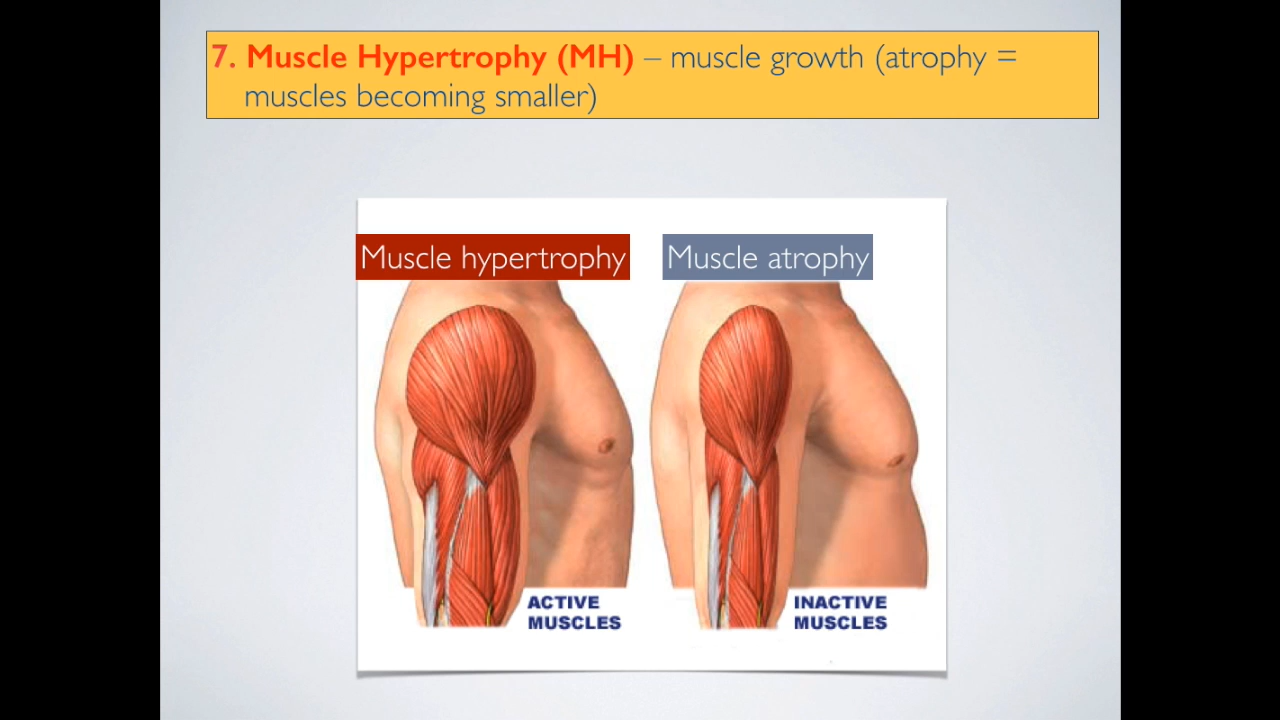 7. Muscle Hypertrophy (MH) – muscle growth (atrophy =
muscles becoming smaller)
Muscle hypertrophy
Muscle atrophy
ACTIVE
MUSCLES
INACTIVE
MUSCLES